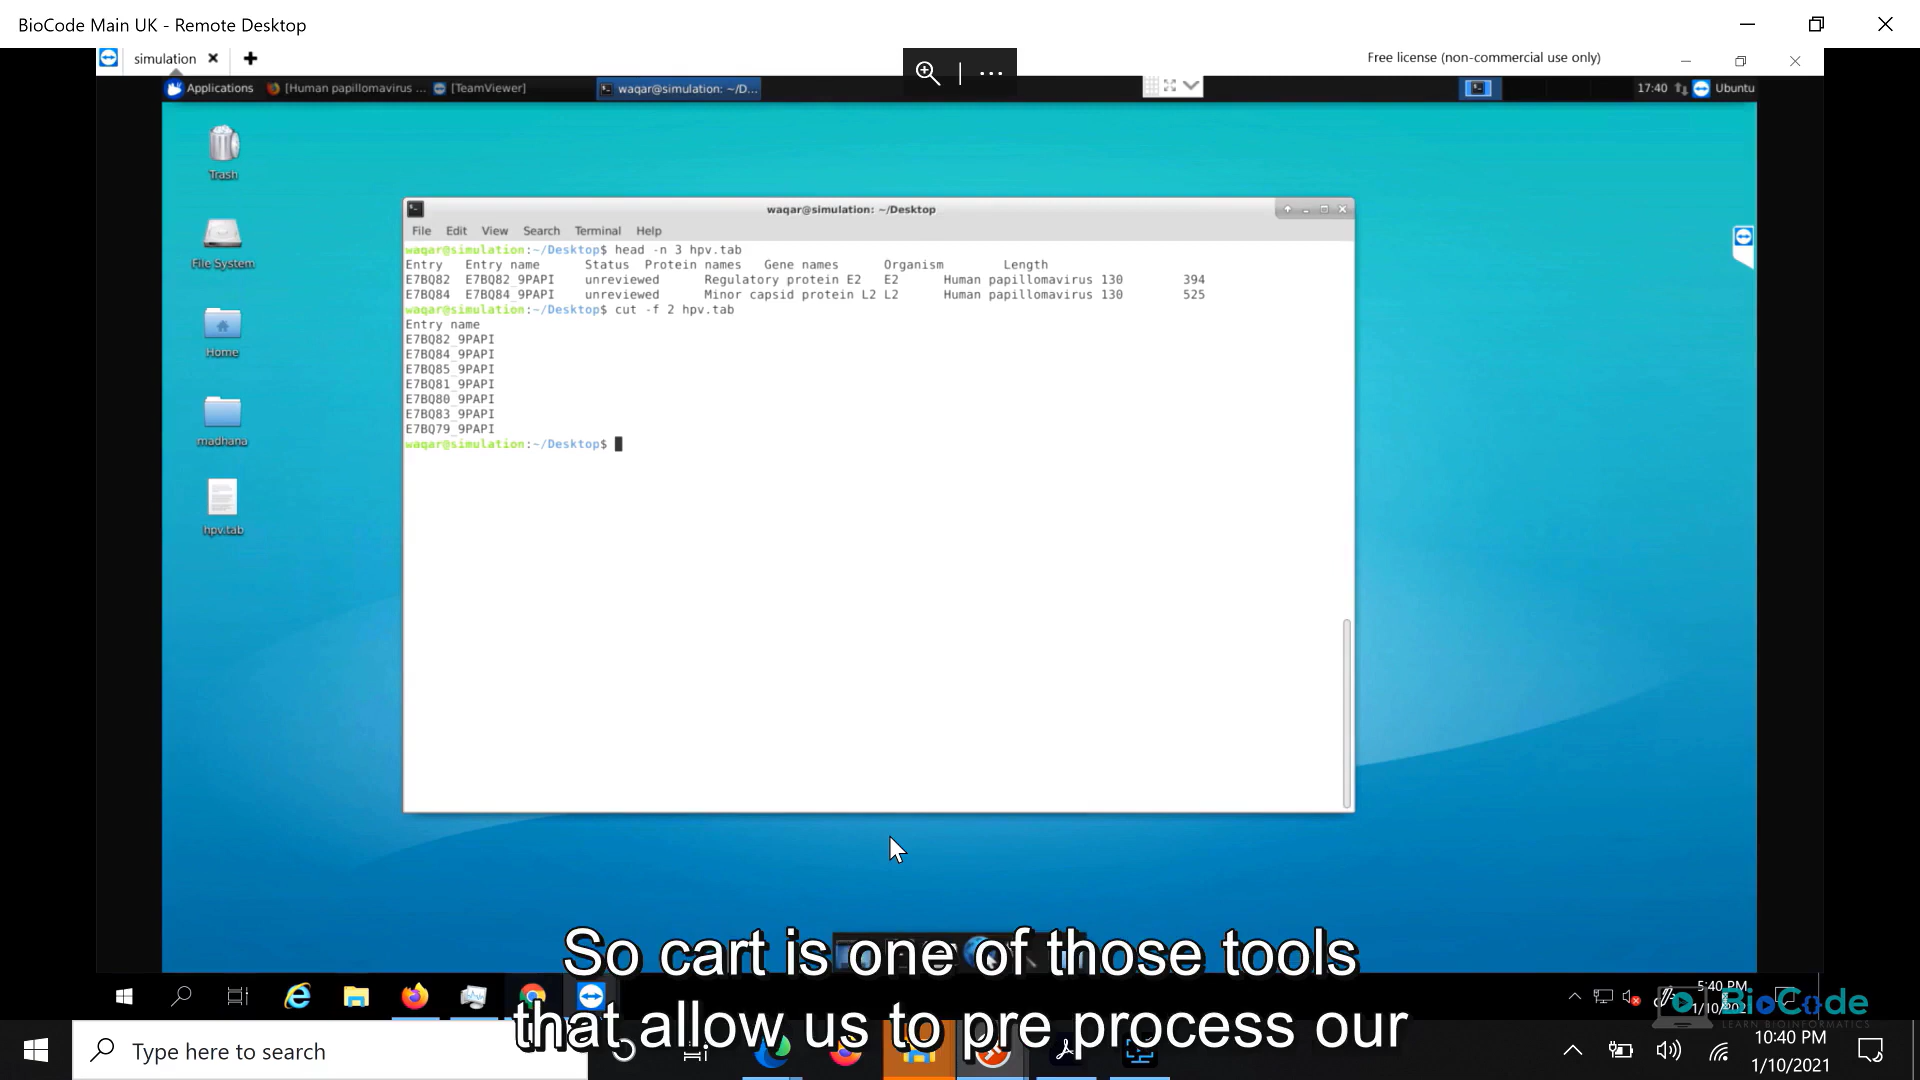 BioCode Main UK - Remote Desktop
simulation
Free license (non-commercial use only)
Applications
[Human papillomavirus ...
[TeamViewer]
waqar@simulation: ~/D...
17:40
Ubuntu
Trash
File System
Home
madhana
hpv.tab
waqar@simulation: ~/Desktop
File Edit View Search Terminal Help
waqar@simulation:~/Desktop$ head -n 3 hpv.tab
Entry Entry name Status Protein names Gene names Organism Length
E7BQ82 E7BQ82_9PAPI unreviewed Regulatory protein E2 E2 Human papillomavirus 130 394
E7BQ84 E7BQ84_9PAPI unreviewed Minor capsid protein L2 L2 Human papillomavirus 130 525
waqar@simulation:~/Desktop$ cut -f 2 hpv.tab
Entry name
E7BQ82_9PAPI
E7BQ84_9PAPI
E7BQ85_9PAPI
E7BQ81_9PAPI
E7BQ80_9PAPI
E7BQ83_9PAPI
E7BQ79_9PAPI
waqar@simulation:~/Desktop$
So cart is one of those tools
that allow us to pre process our
5:40 PM
BioCode
LEARN BIOINFORMATICS
Type here to search
10:40 PM
1/10/2021